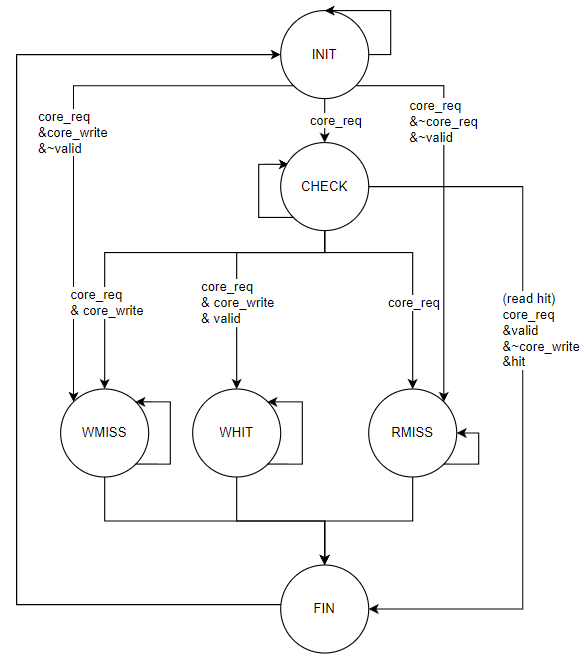 INIT
core_req
&core_write
&~valid
core_req
core_req
&~core_req
&~valid
CHECK
core_req
& core_write
core_req
& core_write
& valid
core_req
(read hit)
core_req
&valid
&~core_write
&hit
WMISS
WHIT
RMISS
FIN